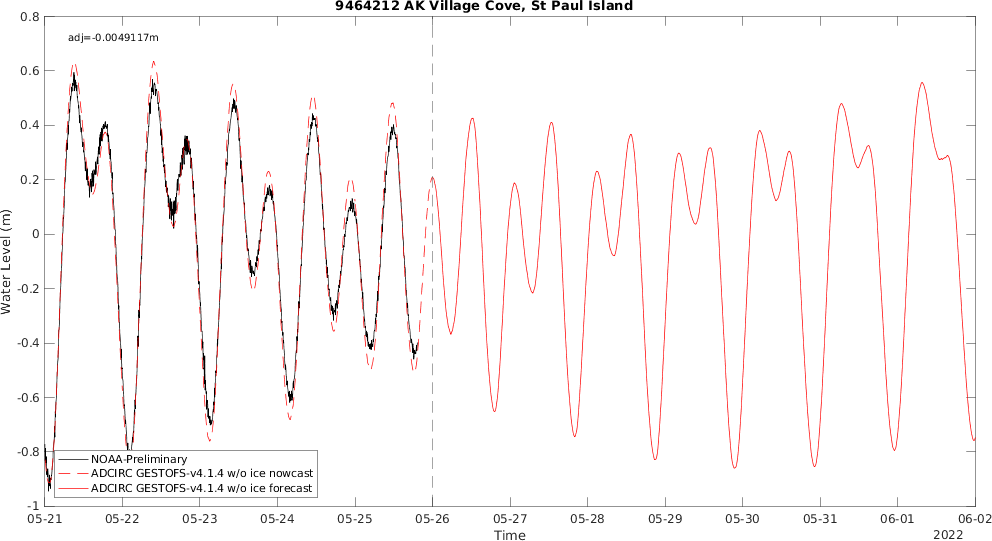 9464212 AK Village Cove, St Paul Island
adj=-0.0049117m
Water Level (m)
0.8
0.6
0.4
0.2
0
-0.2
-0.4
-0.6
-0.8
-1
NOAA-Preliminary
ADCIRC GESTOFS-v4.1.4 w/o ice nowcast
ADCIRC GESTOFS-v4.1.4 w/o ice forecast
05-21 05-22 05-23 05-24 05-25 05-26 05-27 05-28 05-29 05-30 05-31 06-01 06-02
Time
2022